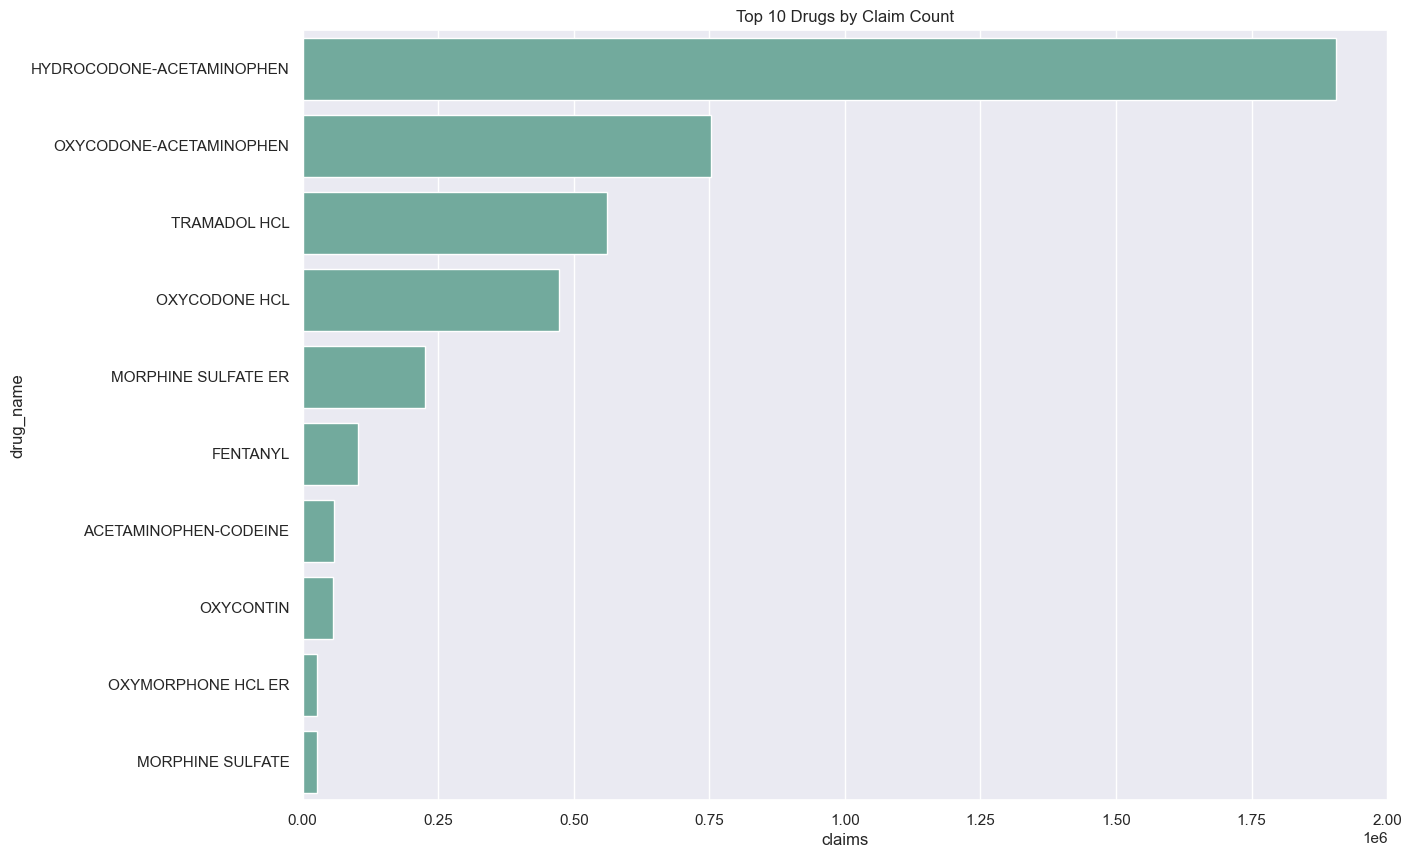 Top 10 Drugs by Claim Count
HYDROCODONE-ACETAMINOPHEN
OXYCODONE-ACETAMINOPHEN
TRAMADOL HCL
OXYCODONE HCL
MORPHINE SULFATE ER
FENTANYL
ACETAMINOPHEN-CODEINE
OXYCONTIN
OXYMORPHONE HCL ER
MORPHINE SULFATE
drug_name
0.00 0.25 0.50 0.75 1.00 1.25 1.50 1.75 2.00
1e6
claims